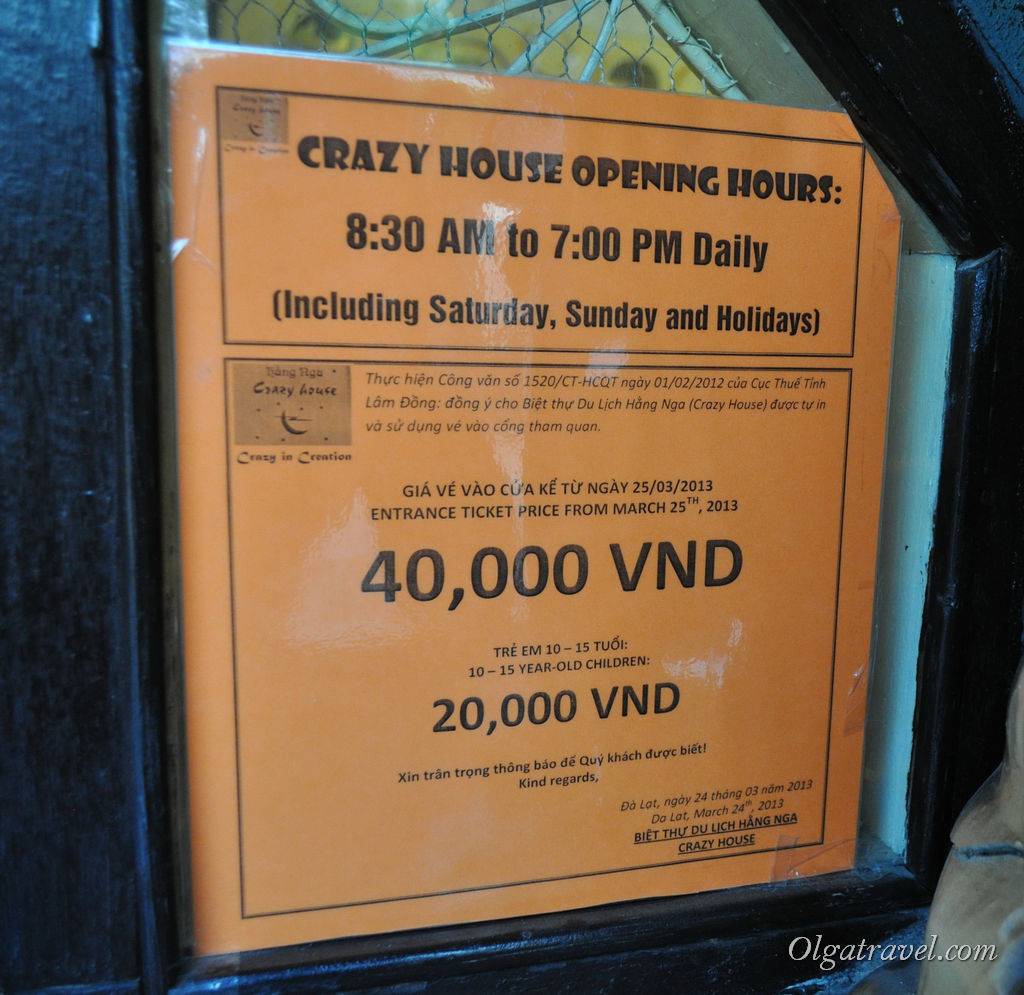 Crazy house
Crazy in Creation
CRAZY HOUSE OPENING HOURS:
8:30 AM to 7:00 PM Daily
(Including Saturday, Sunday and Holidays)
Hằng Nga
Crazy house
Crazy in Creation
Thực hiện Công văn số 1520/CT-HCQT ngày 01/02/2012 của Cục Thuế Tỉnh
Lâm Đồng: đồng ý cho Biệt thự Du Lịch Hằng Nga (Crazy House) được tự in
và sử dụng vé vào cổng tham quan.
GIÁ VÉ VÀO CỬA KỂ TỪ NGÀY 25/03/2013
ENTRANCE TICKET PRICE FROM MARCH 25TH, 2013
40,000 VND
TRẺ EM 10 – 15 TUỔI:
10 – 15 YEAR-OLD CHILDREN:
20,000 VND
Xin trân trọng thông báo để Quý khách được biết!
Kind regards,
Đà Lạt, ngày 24 tháng 03 năm 2013
Da Lat, March 24th, 2013
BIỆT THỰ DU LỊCH HẰNG NGA
CRAZY HOUSE
Olgatravel.com